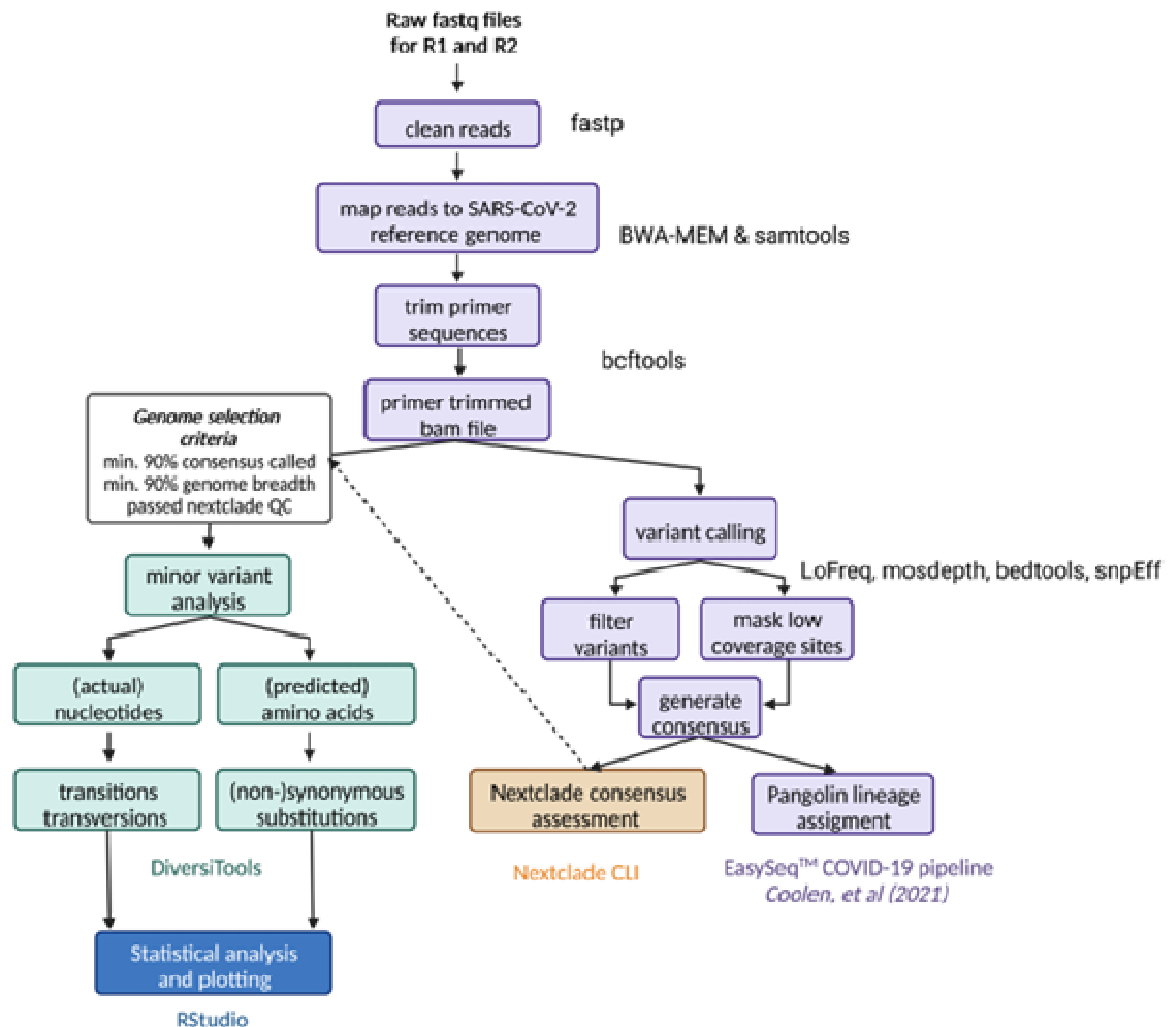 Raw fastq files
for R1 and R2
clean reads
fastp
map reads to SARS-CoV-2
reference genome
BWA-MEM & samtools
trim primer
sequences
bcftools
primer trimmed
bam file
Genome selection
criteria
min. 90% consensus called
min. 90% genome breadth
passed nextclade QC
variant calling
LoFreq, mosdepth, bedtools, snpEff
minor variant
analysis
filter
variants
mask low
coverage sites
(actual)
nucleotides
(predicted)
amino acids
generate
consensus
transitions
transversions
(non-)synonymous
substitutions
Nextclade consensus
assessment
Pangolin lineage
assigment
DiversiTools
Nextclade CLI
EasySeq™ COVID-19 pipeline
Coolen, et al (2021)
Statistical analysis
and plotting
RStudio